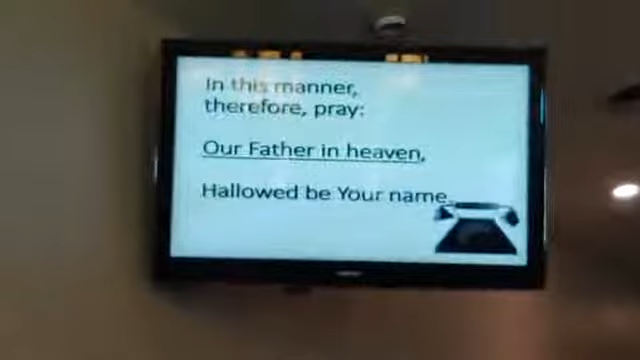 In this manner,
therefore, pray:
Our Father in heaven,
Hallowed be Your name.